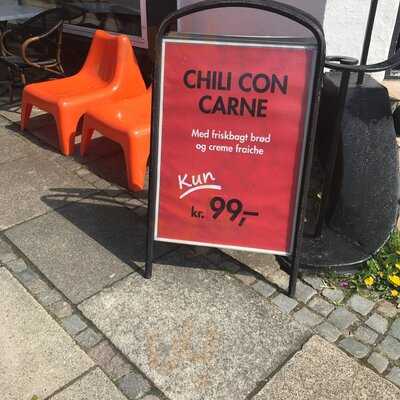 CHILI CON
CARNE
Med friskbagt brød
og creme fraiche
Kun
kr. 99,-